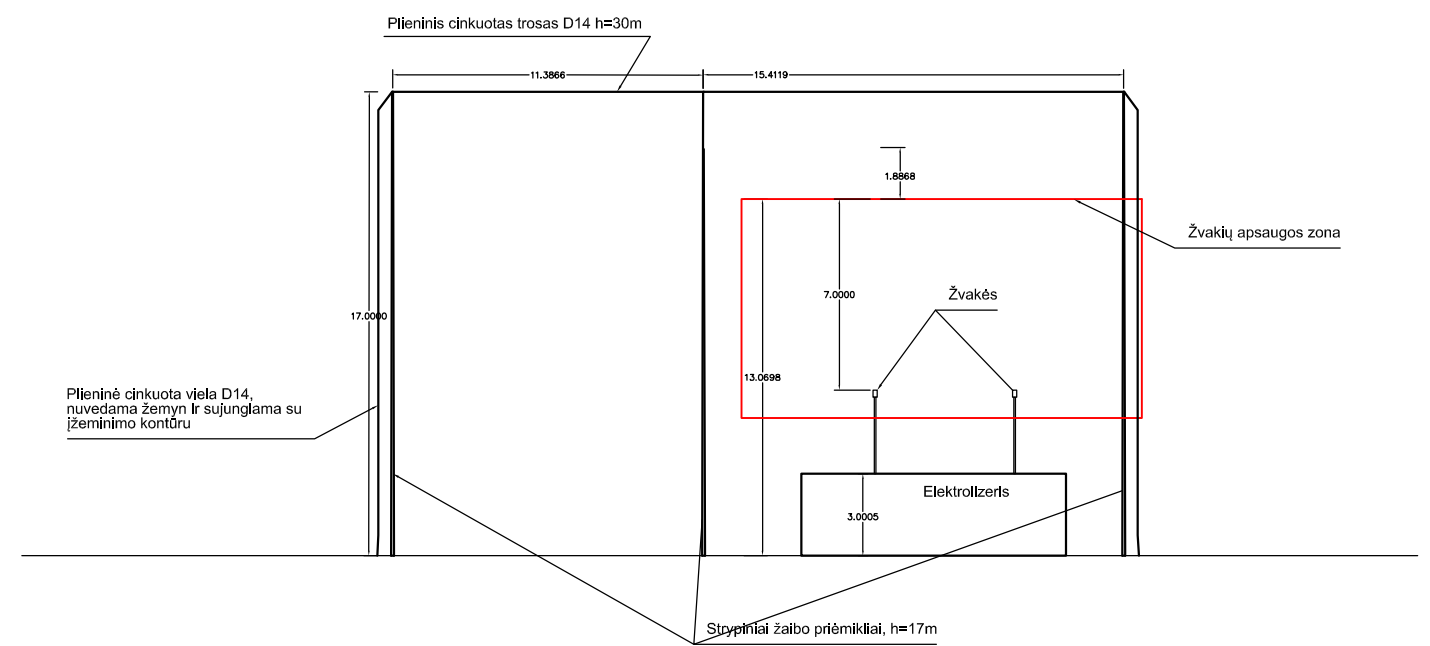 Plieninis cinkuotas trosas D14 h=30m
11.3866
15.4119
1.8868
Žvakių apsaugos zona
7.0000
Žvakės
17.0000
13.0698
Plieninė cinkuota viela D14,
nuvedama žemyn ir sujungiama su
įžeminimo kontūru
Elektrolizeris
3.0005
Strypiniai žaibo priėmikliai, h=17m